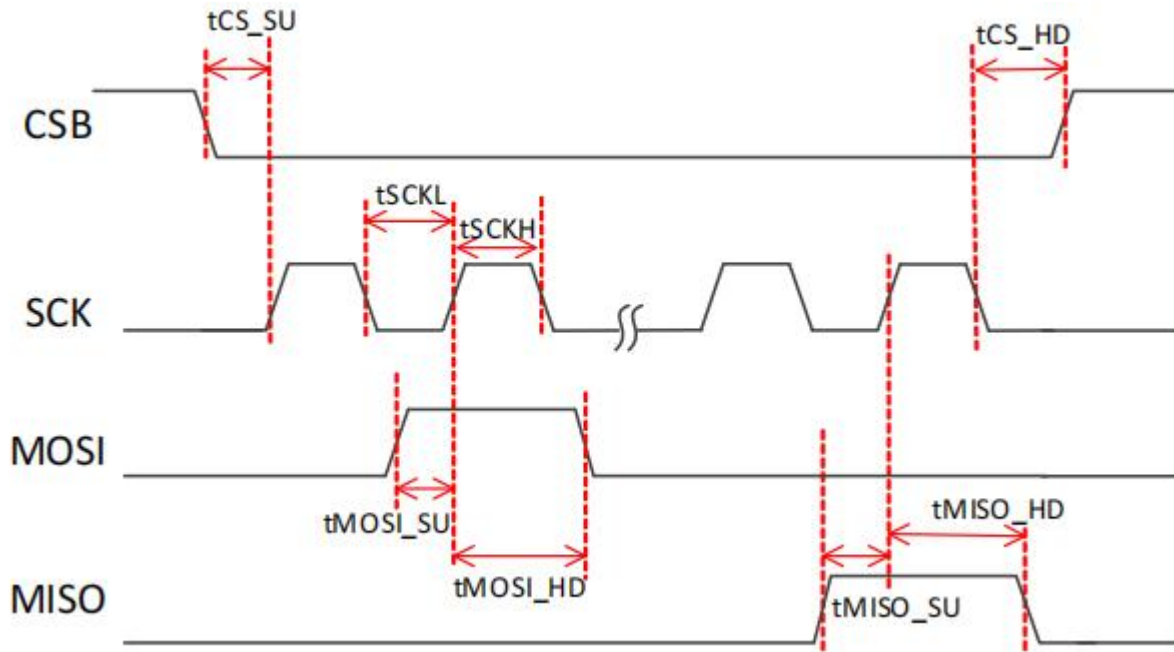 tCS_SU
tCS_HD
CSB
tSCKL
tSCKH
SCK
MOSI
tMOSI_SU
tMISO_HD
tMOSI_HD
tMISO_SU
MISO